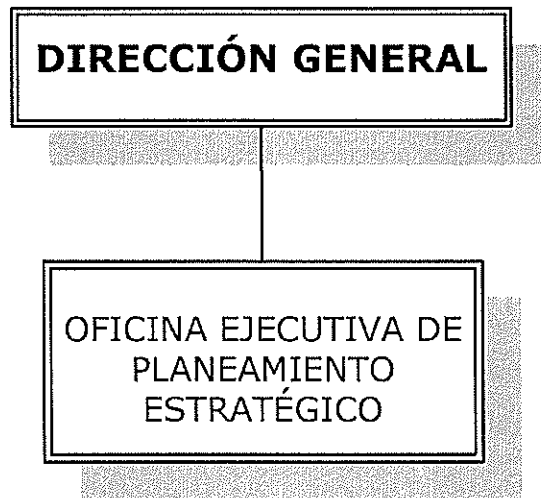 DIRECCIÓN GENERAL
OFICINA EJECUTIVA DE
PLANEAMIENTO
ESTRATÉGICO